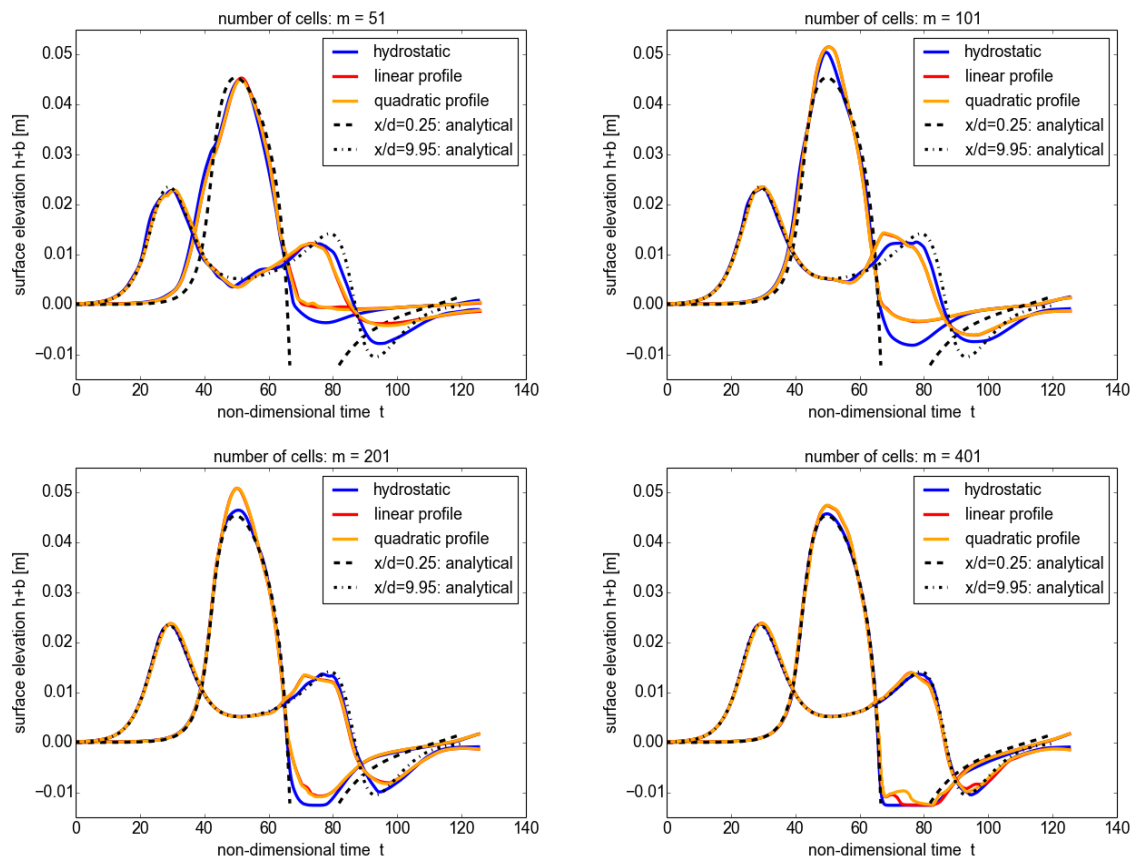 number of cells: m = 51
surface elevation h+b [m]
0.05
0.04
0.03
0.02
0.01
0.00
−0.01
hydrostatic
linear profile
quadratic profile
x/d=0.25: analytical
x/d=9.95: analytical
0 20 40 60 80 100 120 140
non-dimensional time t
number of cells: m = 101
surface elevation h+b [m]
0.05
0.04
0.03
0.02
0.01
0.00
−0.01
hydrostatic
linear profile
quadratic profile
x/d=0.25: analytical
x/d=9.95: analytical
0 20 40 60 80 100 120 140
non-dimensional time t
number of cells: m = 201
surface elevation h+b [m]
0.05
0.04
0.03
0.02
0.01
0.00
−0.01
hydrostatic
linear profile
quadratic profile
x/d=0.25: analytical
x/d=9.95: analytical
0 20 40 60 80 100 120 140
non-dimensional time t
number of cells: m = 401
surface elevation h+b [m]
0.05
0.04
0.03
0.02
0.01
0.00
−0.01
hydrostatic
linear profile
quadratic profile
x/d=0.25: analytical
x/d=9.95: analytical
0 20 40 60 80 100 120 140
non-dimensional time t